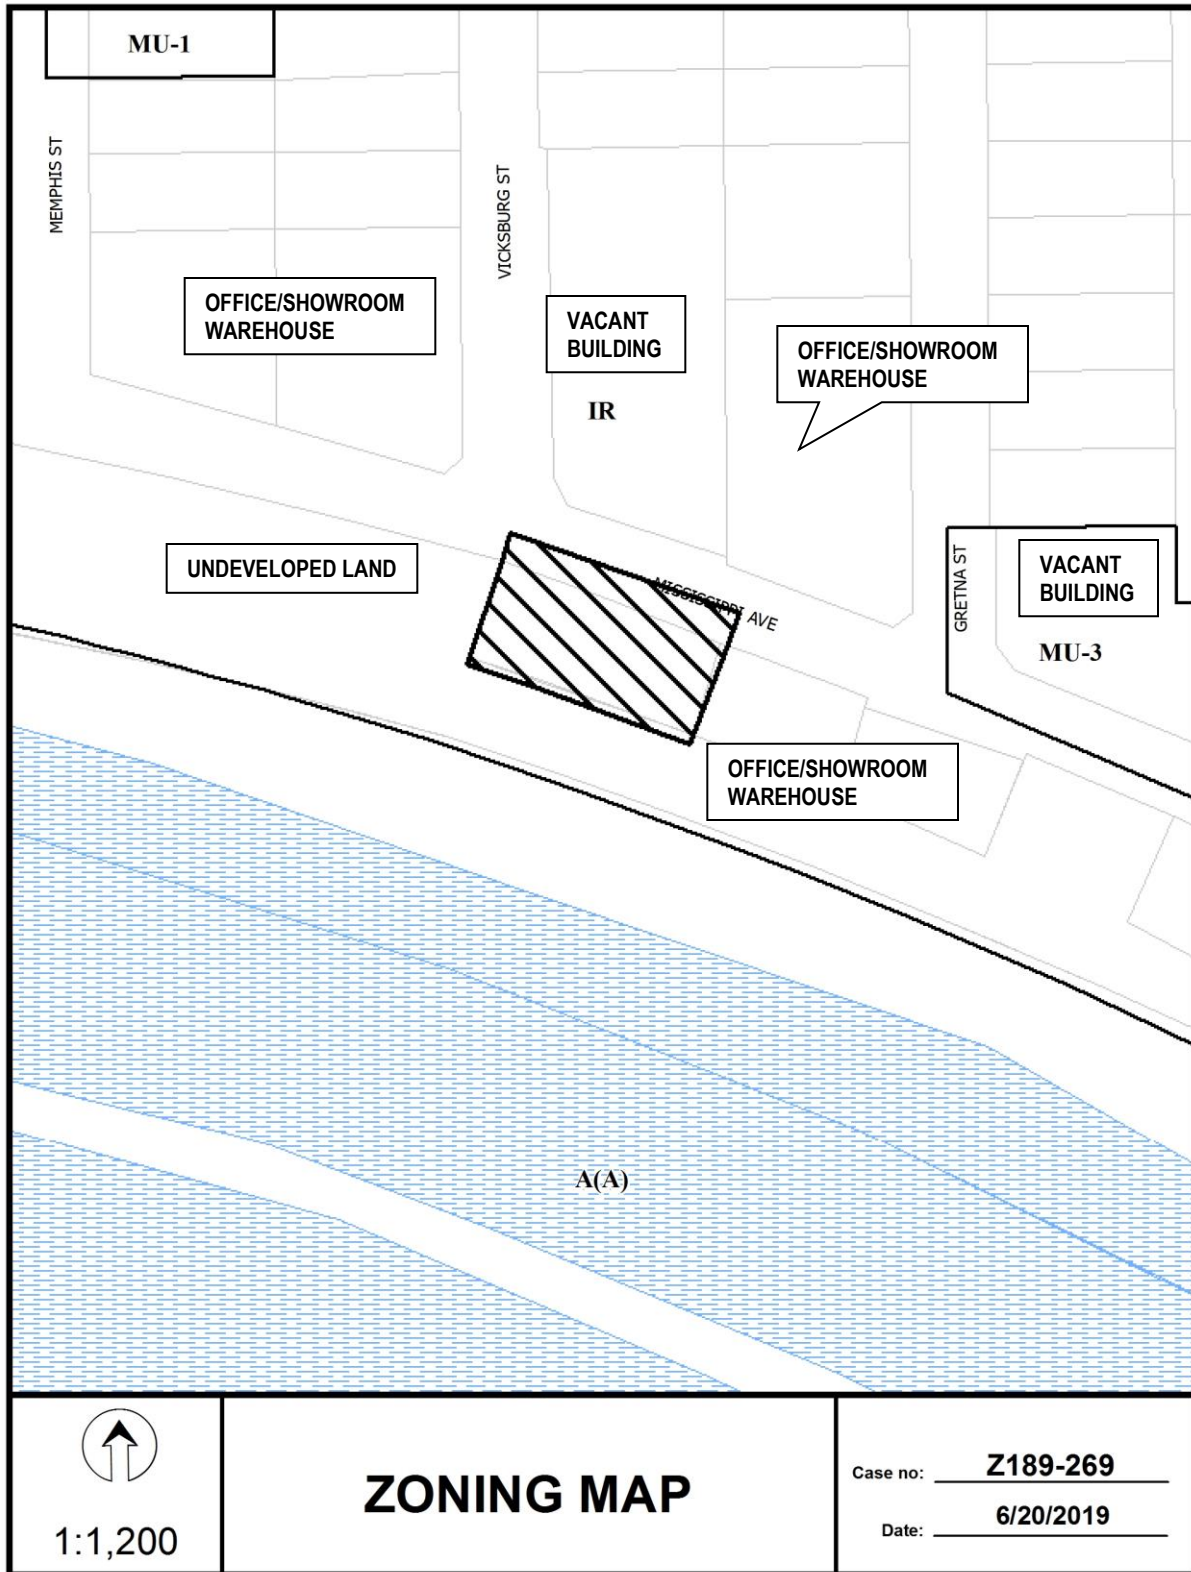 MU-1
MEMPHIS ST
VICKSBURG ST
OFFICE/SHOWROOM
WAREHOUSE
VACANT
BUILDING
OFFICE/SHOWROOM
WAREHOUSE
IR
UNDEVELOPED LAND
MISSISSIPPI AVE
GRETNA ST
VACANT
BUILDING
MU-3
OFFICE/SHOWROOM
WAREHOUSE
A(A)
1:1,200
ZONING MAP
Case no: Z189-269
Date: 6/20/2019